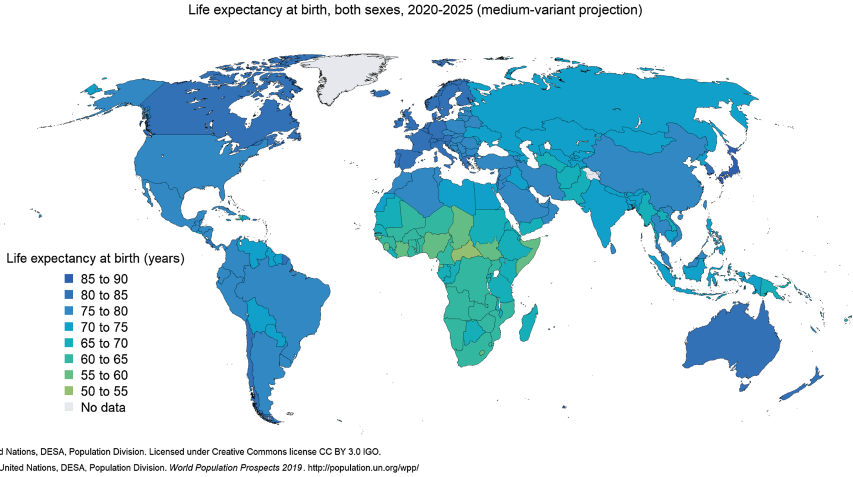 Life expectancy at birth, both sexes, 2020-2025 (medium-variant projection)
Life expectancy at birth (years)
85 to 90
80 to 85
75 to 80
70 to 75
65 to 70
60 to 65
55 to 60
50 to 55
No data
d Nations, DESA, Population Division. Licensed under Creative Commons license CC BY 3.0 IGO.
United Nations, DESA, Population Division. World Population Prospects 2019. http://population.un.org/wpp/